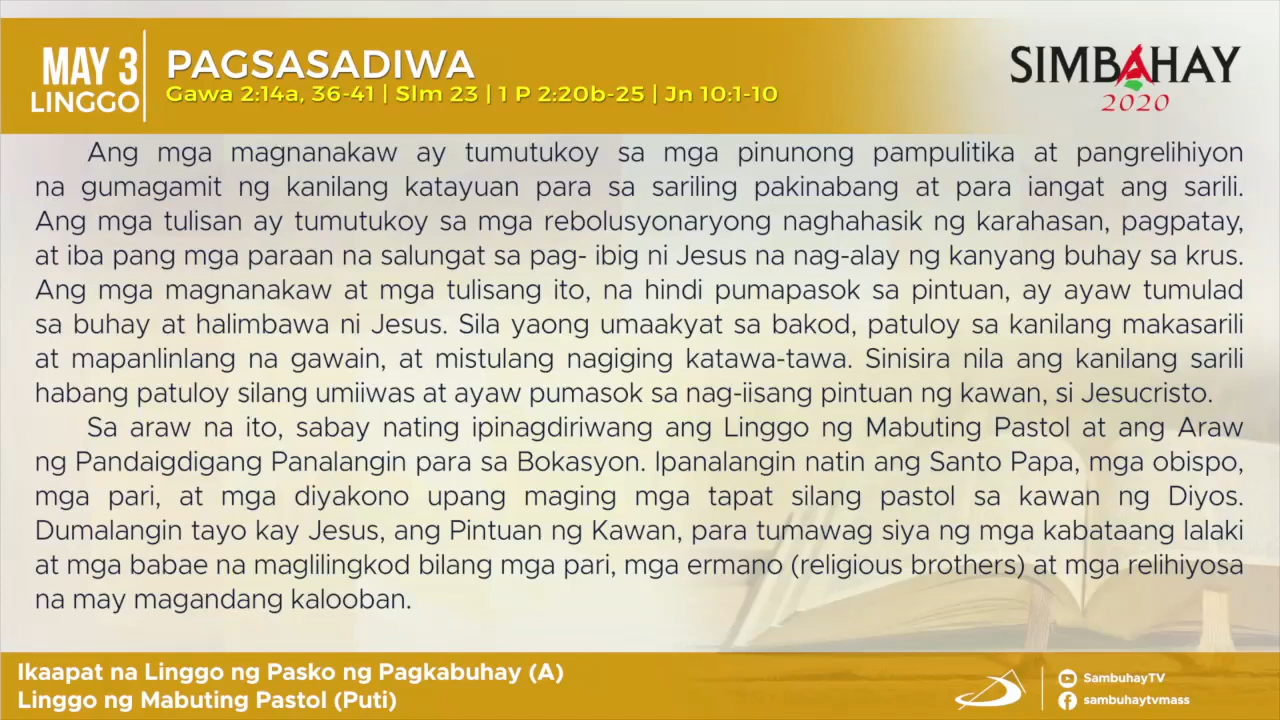 MAY 3
LINGGO
PAGSASADIWA
Gawa 2:14a, 36-41 | Slm 23 | 1 P 2:20b-25 | Jn 10:1-10
SIMBAHAY
2020
Ang mga magnanakaw ay tumutukoy sa mga pinunong pampulitika at pangrelihiyon
na gumagamit ng kanilang katayuan para sa sariling pakinabang at para iangat ang sarili.
Ang mga tulisan ay tumutukoy sa mga rebolusyonaryong naghahasik ng karahasan, pagpatay,
at iba pang mga paraan na salungat sa pag- ibig ni Jesus na nag-alay ng kanyang buhay sa krus.
Ang mga magnanakaw at mga tulisang ito, na hindi pumapasok sa pintuan, ay ayaw tumulad
sa buhay at halimbawa ni Jesus. Sila yaong umaakyat sa bakod, patuloy sa kanilang makasarili
at mapanlinlang na gawain, at mistulang nagiging katawa-tawa. Sinisira nila ang kanilang sarili
habang patuloy silang umiiwas at ayaw pumasok sa nag-iisang pintuan ng kawan, si Jesucristo.
Sa araw na ito, sabay nating ipinagdiriwang ang Linggo ng Mabuting Pastol at ang Araw
ng Pandaigdigang Panalangin para sa Bokasyon. Ipanalangin natin ang Santo Papa, mga obispo,
mga pari, at mga diyakono upang maging mga tapat silang pastol sa kawan ng Diyos.
Dumalangin tayo kay Jesus, ang Pintuan ng Kawan, para tumawag siya ng mga kabataang lalaki
at mga babae na maglilingkod bilang mga pari, mga ermano (religious brothers) at mga relihiyosa
na may magandang kalooban.
Ikaapat na Linggo ng Pasko ng Pagkabuhay (A)
Linggo ng Mabuting Pastol (Puti)
SambuhayTV
sambuhaytvmass